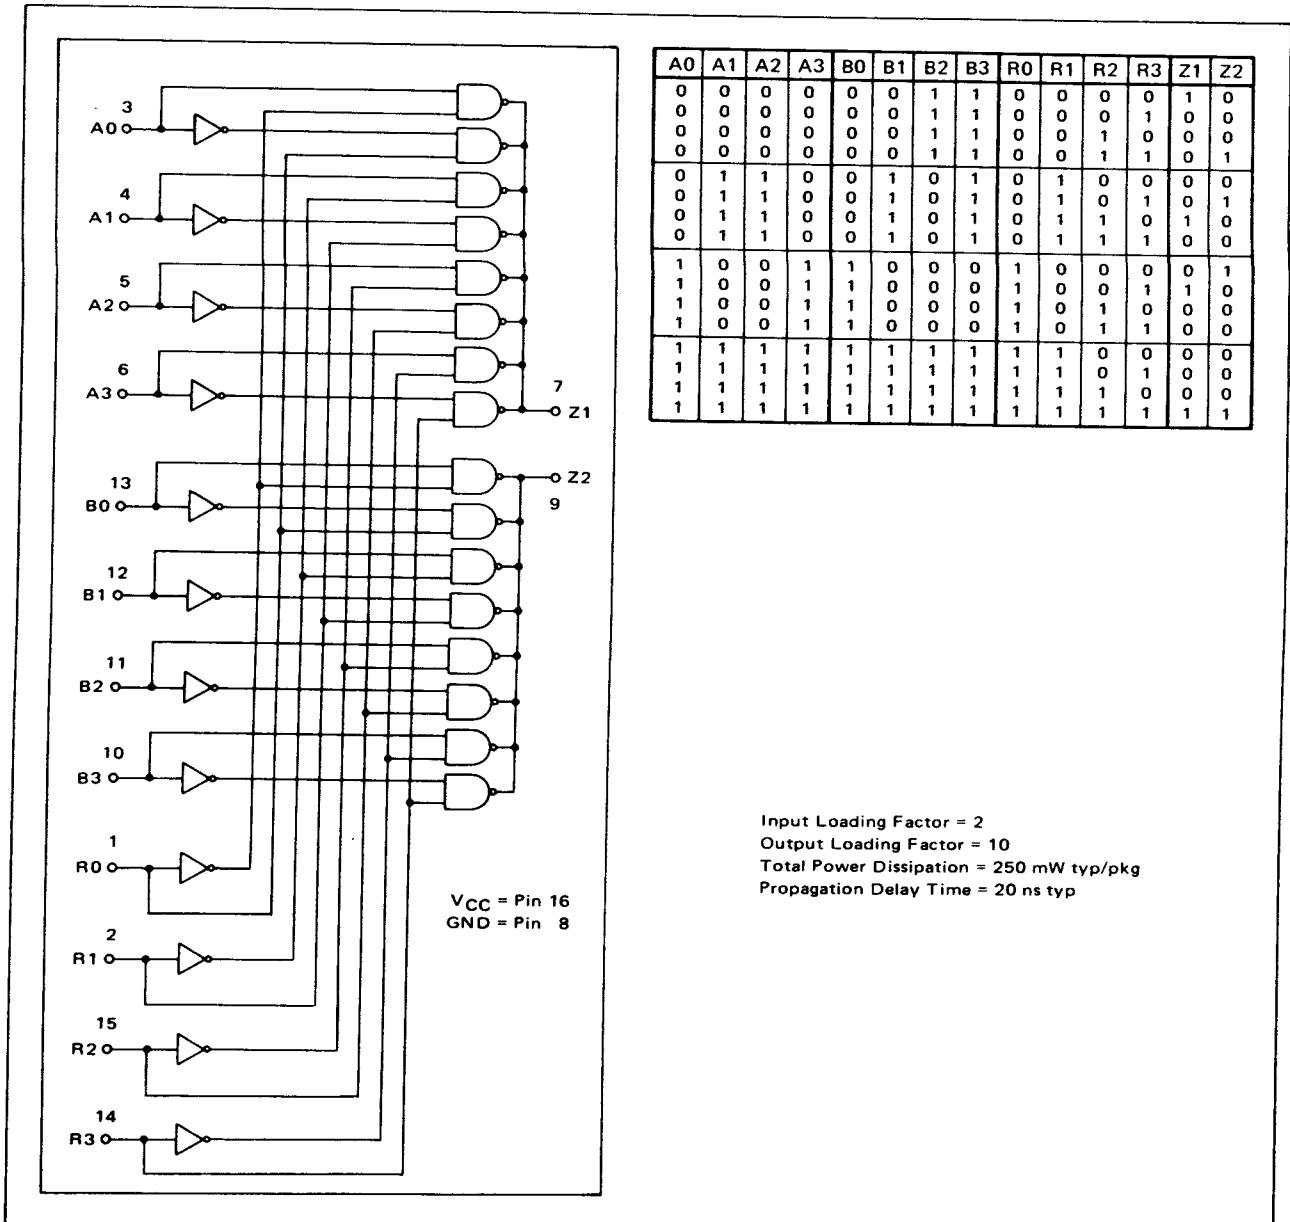 A0 A1 A2 A3 B0 B1 B2 B3 R0 R1 R2 R3 Z1 Z2
0 0 0 0 0 0 1 1 0 0 0 0 1 0
0 0 0 0 0 0 1 1 0 0 0 1 0 0
0 0 0 0 0 0 1 1 0 0 1 0 0 0
0 0 0 0 0 0 1 1 0 0 1 1 0 1
0 1 1 0 0 1 0 1 0 1 0 0 0 0
0 1 1 0 0 1 0 1 0 1 0 1 0 1
0 1 1 0 0 1 0 1 0 1 1 0 1 0
0 1 1 0 0 1 0 1 0 1 1 1 0 0
1 0 0 1 1 0 0 0 1 0 0 0 0 1
1 0 0 1 1 0 0 0 1 0 0 1 1 0
1 0 0 1 1 0 0 0 1 0 1 0 0 0
1 0 0 1 1 0 0 0 1 0 1 1 0 0
1 1 1 1 1 1 1 1 1 1 0 0 0 0
1 1 1 1 1 1 1 1 1 1 0 1 0 0
1 1 1 1 1 1 1 1 1 1 1 0 0 0
1 1 1 1 1 1 1 1 1 1 1 1 1 1
3
A0
4
A1
5
A2
6
A3
7
Z1
Z2
9
13
B0
12
B1
11
B2
10
B3
1
R0
2
R1
15
R2
14
R3
VCC = Pin 16
GND = Pin 8
Input Loading Factor = 2
Output Loading Factor = 10
Total Power Dissipation = 250 mW typ/pkg
Propagation Delay Time = 20 ns typ